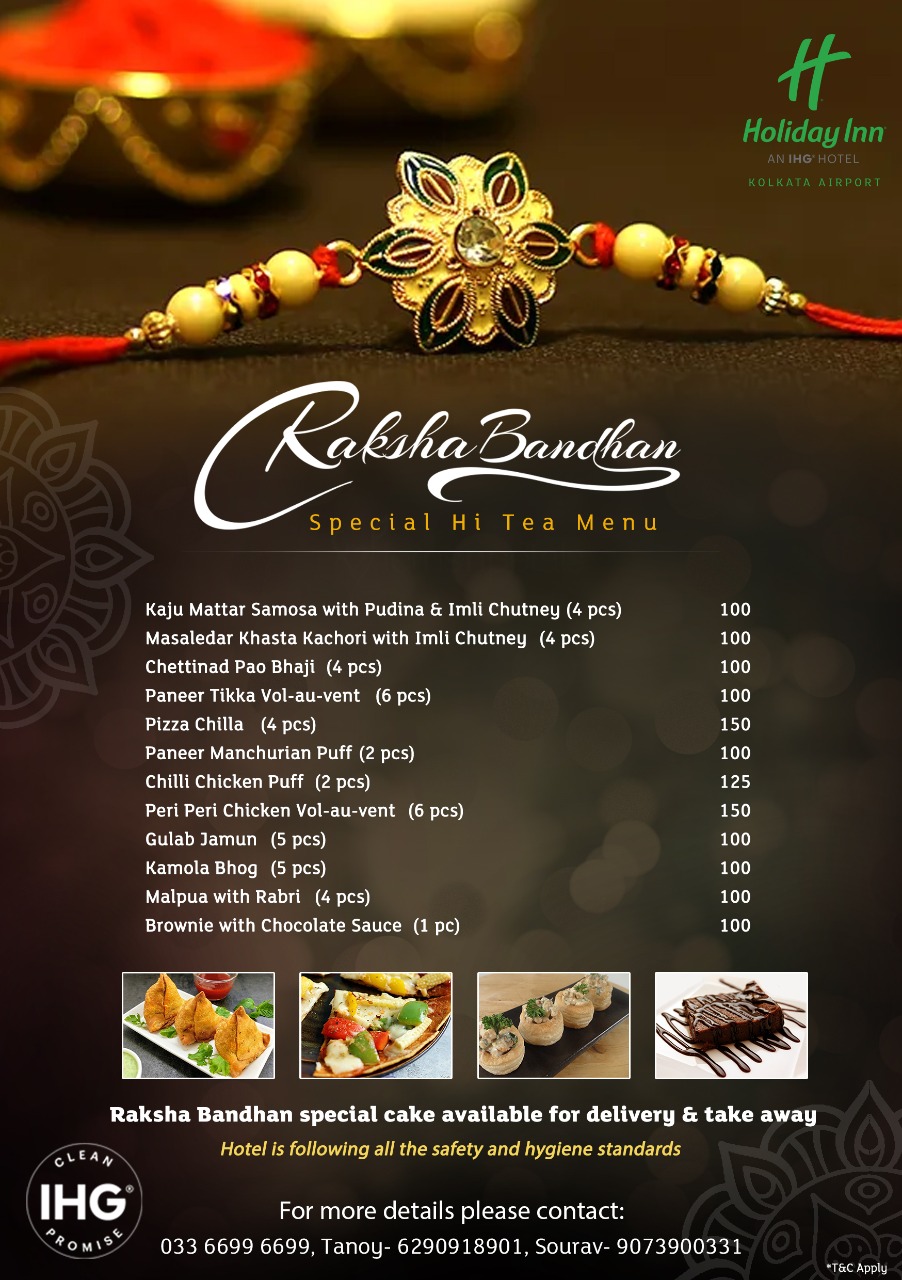 Holiday Inn
AN IHG® HOTEL
KOLKATA AIRPORT
Raksha Bandhan
Special Hi Tea Menu
Kaju Mattar Samosa with Pudina & Imli Chutney (4 pcs) 100
Masaledar Khasta Kachori with Imli Chutney (4 pcs) 100
Chettinad Pao Bhaji (4 pcs) 100
Paneer Tikka Vol-au-vent (6 pcs) 100
Pizza Chilla (4 pcs) 150
Paneer Manchurian Puff (2 pcs) 100
Chilli Chicken Puff (2 pcs) 125
Peri Peri Chicken Vol-au-vent (6 pcs) 150
Gulab Jamun (5 pcs) 100
Kamola Bhog (5 pcs) 100
Malpua with Rabri (4 pcs) 100
Brownie with Chocolate Sauce (1 pc) 100
Raksha Bandhan special cake available for delivery & take away
Hotel is following all the safety and hygiene standards
CLEAN
IHG®
PROMISE
For more details please contact:
033 6699 6699, Tanoy- 6290918901, Sourav- 9073900331
*T&C Apply